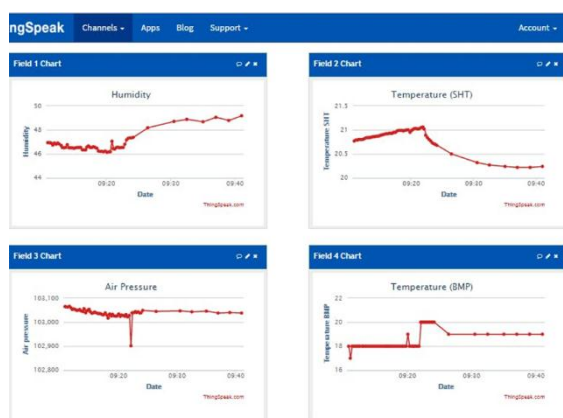 ngSpeak Channels Apps Blog Support Account
Field 1 Chart
Humidity
50
48
46
44
Humidity
09:20 09:30 09:40
Date
ThingSpeak.com
Field 2 Chart
Temperature (SHT)
21.5
21
20.5
20
Temperature SHT
09:20 09:30 09:40
Date
ThingSpeak.com
Field 3 Chart
Air Pressure
103,100
103,000
102,900
102,800
Air pressure
09:20 09:30 09:40
Date
ThingSpeak.com
Field 4 Chart
Temperature (BMP)
22
20
18
16
Temperature BMP
09:20 09:30 09:40
Date
ThingSpeak.com